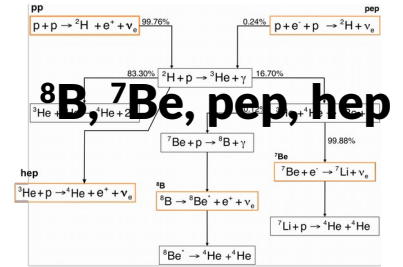 pp
pep
p + p → ²H + e⁺ + νₑ
99.76%
0.24%
p + e⁻ + p → ²H + νₑ
²H + p → ³He + γ
83.30%
16.70%
⁸B, ⁷Be, pep, hep
³He +
⁷Be + p → ⁸B + γ
99.88%
hep
³He + p → ⁴He + e⁺ + νₑ
⁸B
⁸B → ⁸Be* + e⁺ + νₑ
⁷Be
⁷Be + e⁻ → ⁷Li + νₑ
⁷Li + p → ⁴He + ⁴He
⁸Be* → ⁴He + ⁴He